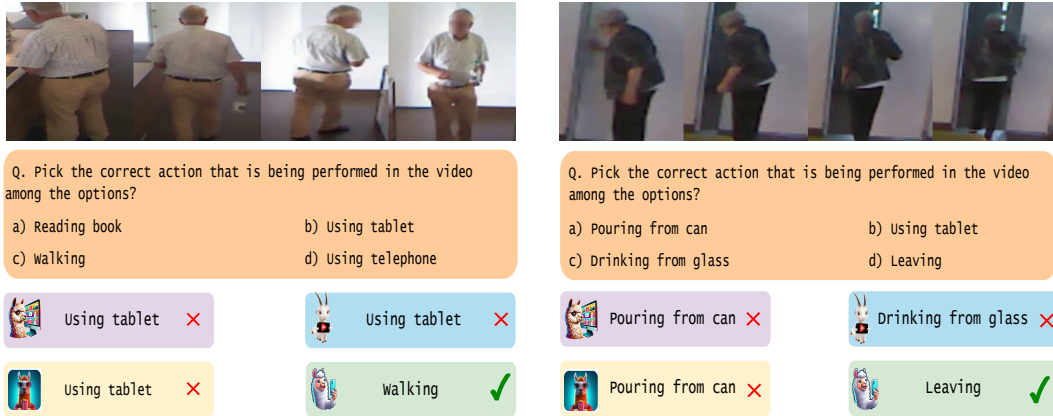 Q. Pick the correct action that is being performed in the video
among the options?
a) Reading book
b) Using tablet
c) Walking
d) Using telephone
Using tablet ✕
Using tablet ✕
Using tablet ✕
Walking ✓
Q. Pick the correct action that is being performed in the video
among the options?
a) Pouring from can
b) Using tablet
c) Drinking from glass
d) Leaving
Pouring from can ✕
Drinking from glass ✕
Pouring from can ✕
Leaving ✓